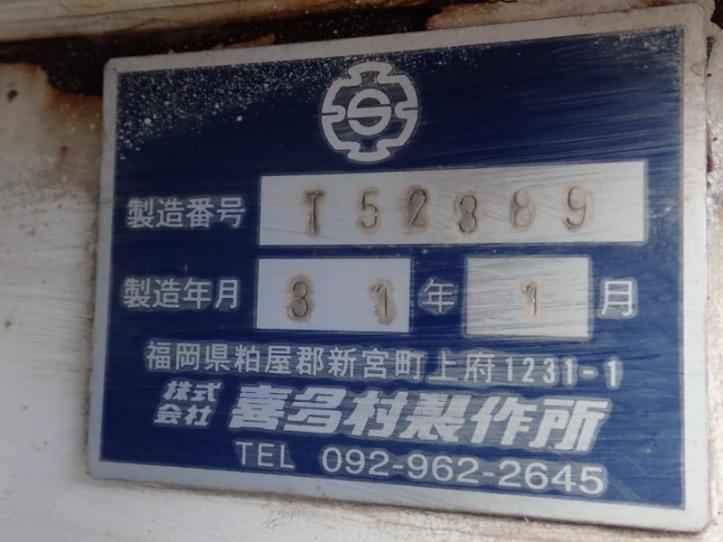 製造番号 T52389
製造年月 31年1月
福岡県粕屋郡新宮町上府1231-1
株式会社 喜多村製作所
TEL 092-962-2645